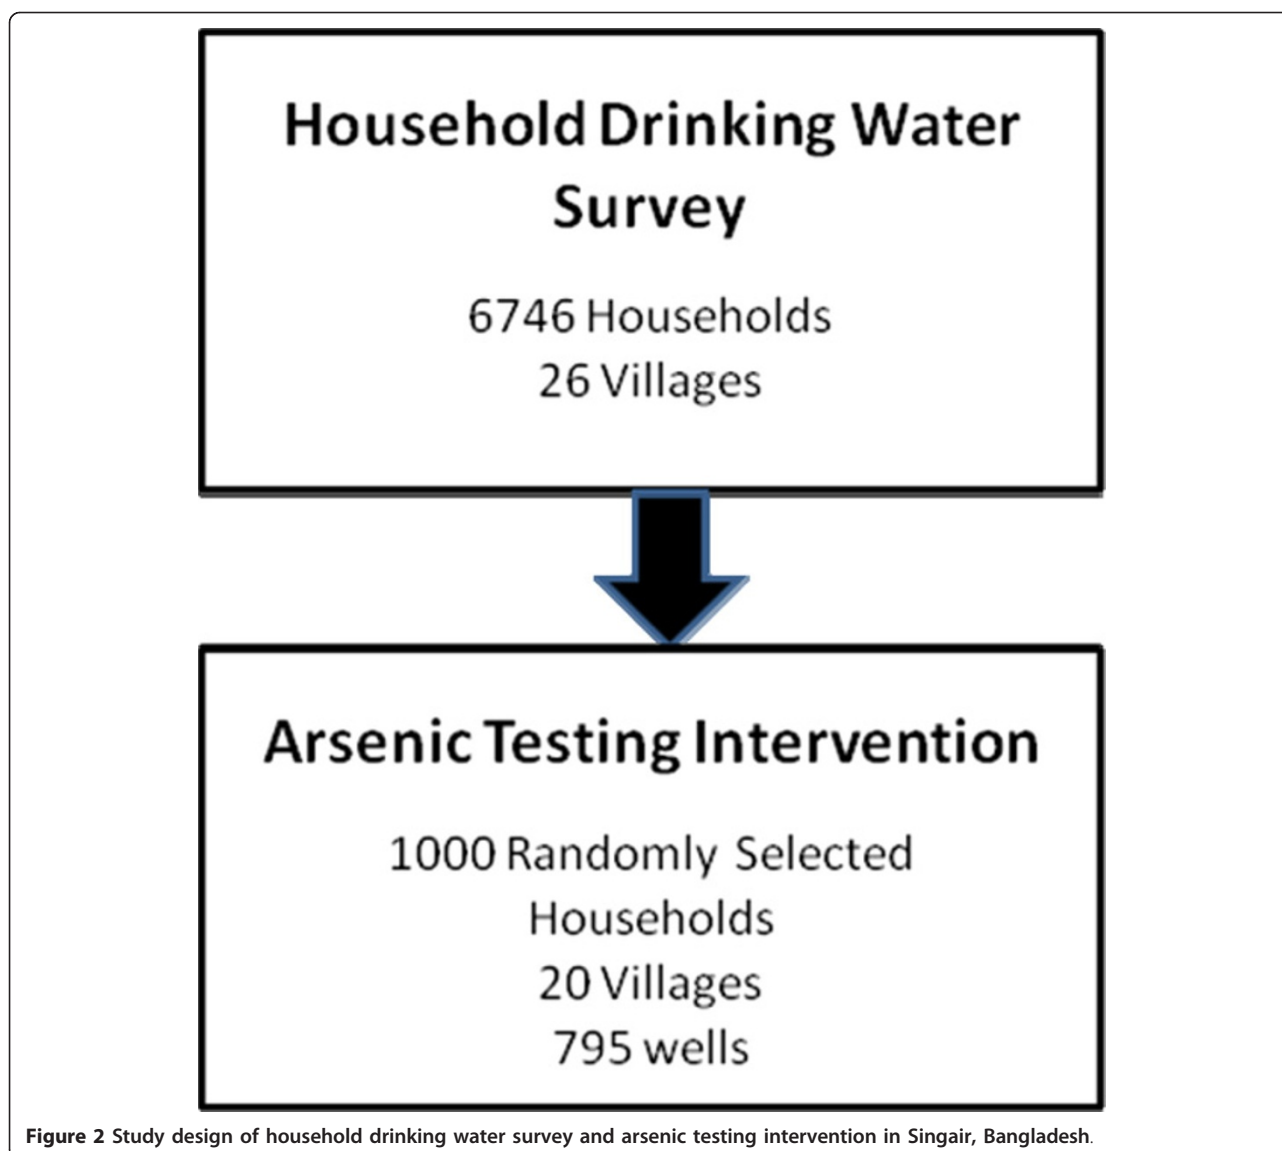 Household Drinking Water
Survey
6746 Households
26 Villages
Arsenic Testing Intervention
1000 Randomly Selected
Households
20 Villages
795 wells
Figure 2 Study design of household drinking water survey and arsenic testing intervention in Singair, Bangladesh.